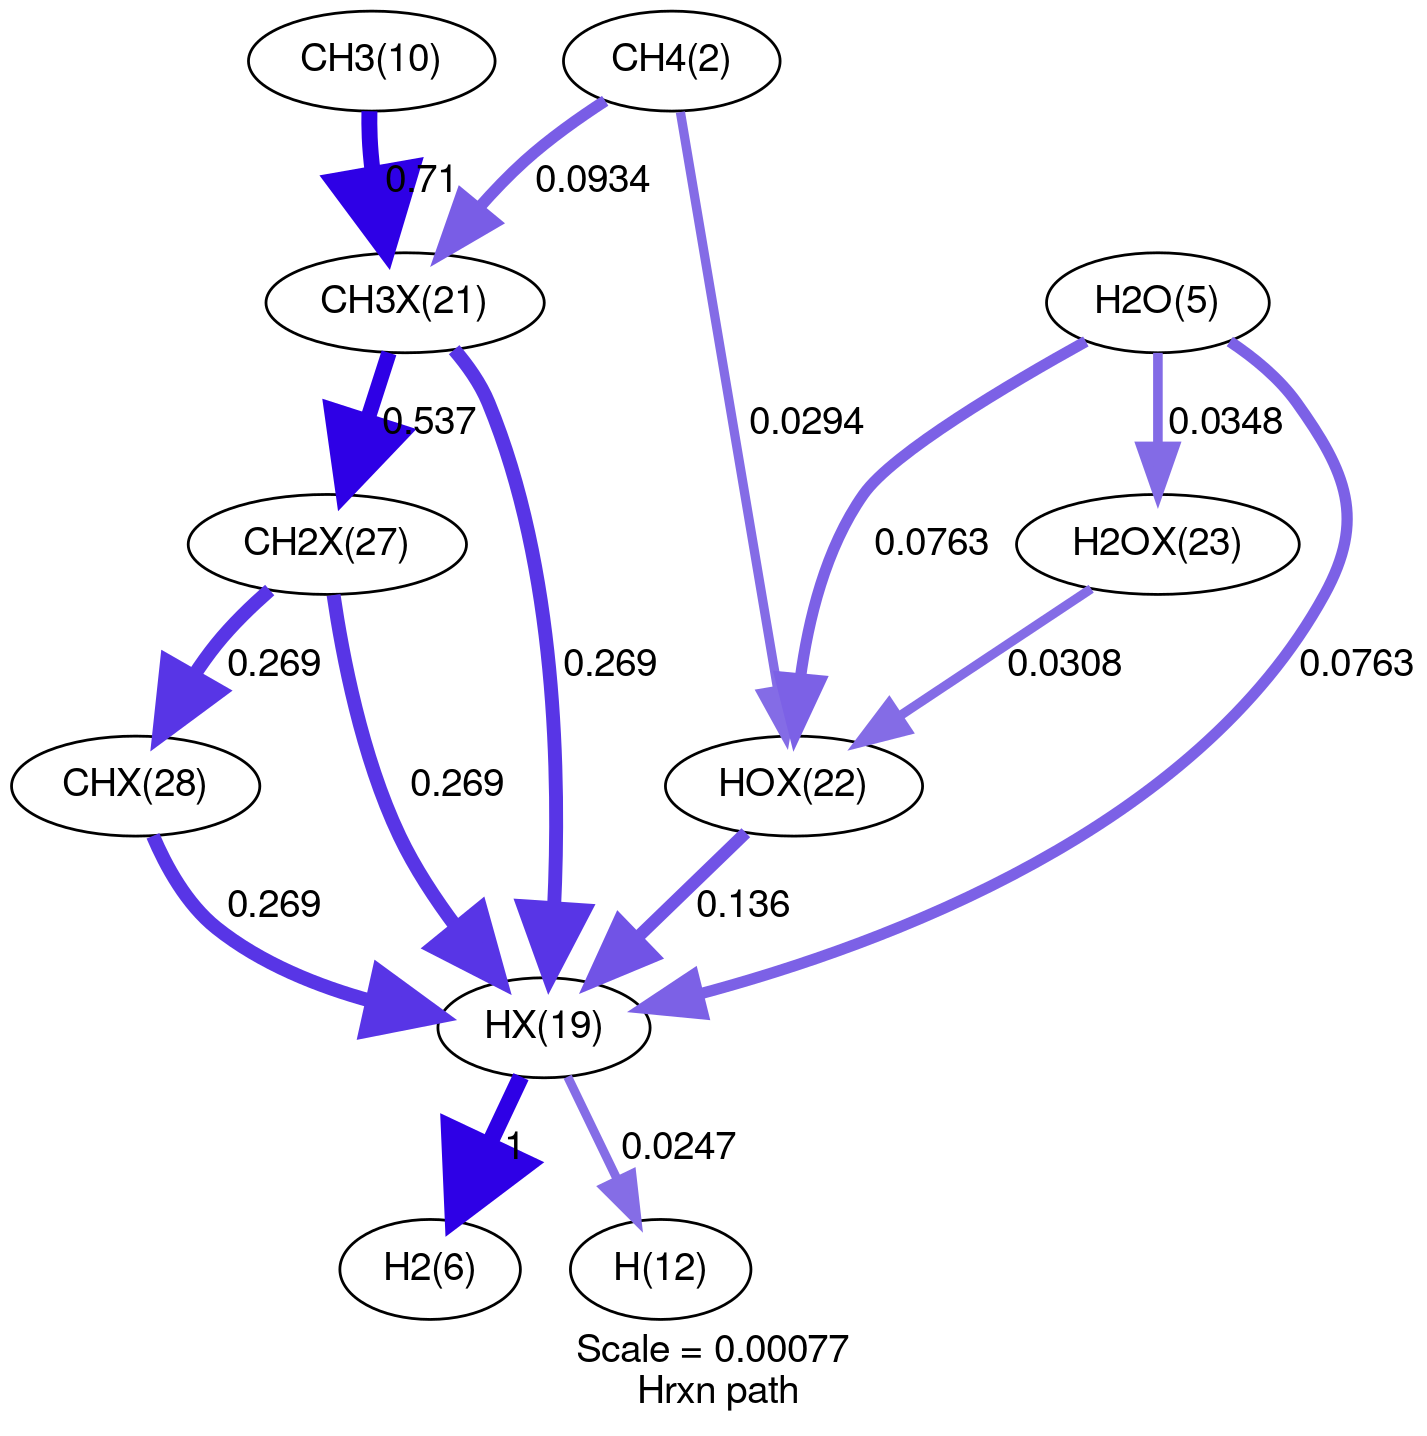 CH3(10)
CH4(2)
0.71
0.0934
CH3X(21)
H2O(5)
0.537
0.0294
0.0348
CH2X(27)
0.0763
H2OX(23)
0.269
0.269
0.0308
0.0763
CHX(28)
0.269
HOX(22)
0.269
0.136
HX(19)
1
0.0247
H2(6)
H(12)
Scale = 0.00077
Hrxn path